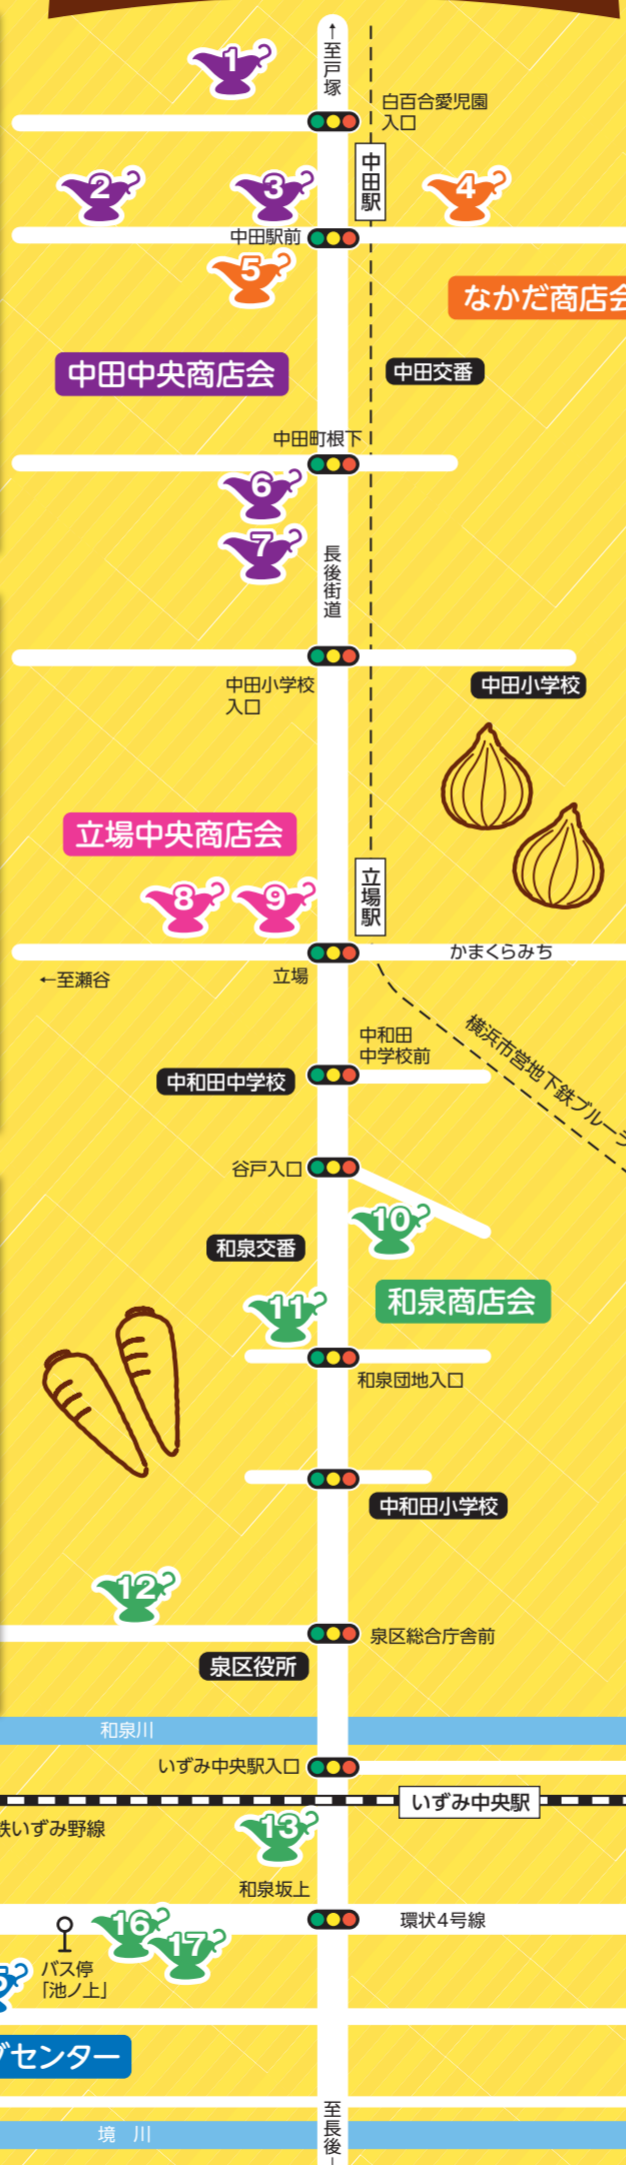 ↑至戸塚
1
白百合愛児園
入口
中田駅
2
3
4
中田駅前
5
なかだ商店会
中田中央商店会
中田交番
中田町根下
6
7
長後街道
中田小学校
入口
中田小学校
立場中央商店会
8
9
立場駅
かまくらみち
←至瀬谷
立場
中和田
中学校前
横浜市営地下鉄ブルー
中和田中学校
谷戸入口
10
和泉交番
和泉商店会
11
和泉団地入口
中和田小学校
12
泉区総合庁舎前
泉区役所
和泉川
いずみ中央駅入口
いずみ中央駅
鉄いずみ野線
13
和泉坂上
16
17
環状4号線
バス停
「池ノ上」
5
グセンター
境 川
至長後